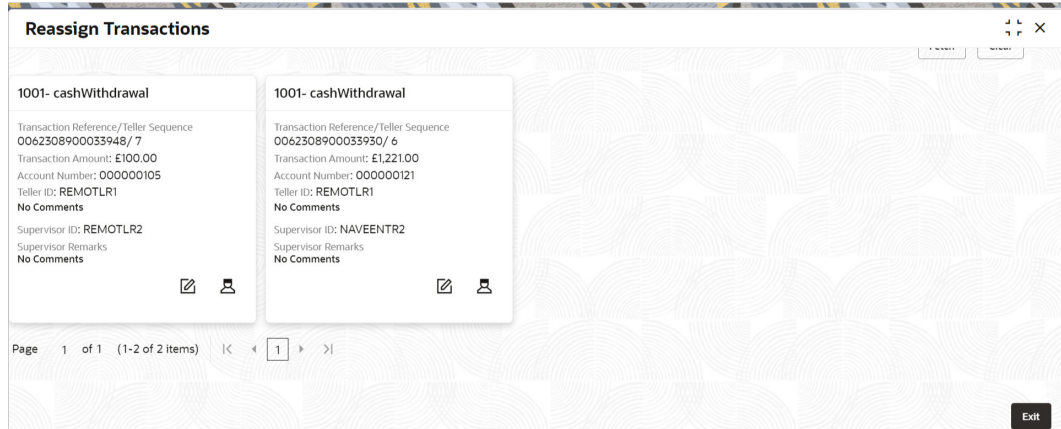 Reassign Transactions
Fetch Clear
1001- cashWithdrawal
Transaction Reference/Teller Sequence
0062308900033948/ 7
Transaction Amount: £100.00
Account Number: 000000105
Teller ID: REMOTLR1
No Comments
Supervisor ID: REMOTLR2
Supervisor Remarks
No Comments
1001- cashWithdrawal
Transaction Reference/Teller Sequence
0062308900033930/ 6
Transaction Amount: £1,221.00
Account Number: 000000121
Teller ID: REMOTLR1
No Comments
Supervisor ID: NAVEENTR2
Supervisor Remarks
No Comments
Page 1 of 1 (1-2 of 2 items) 1
Exit